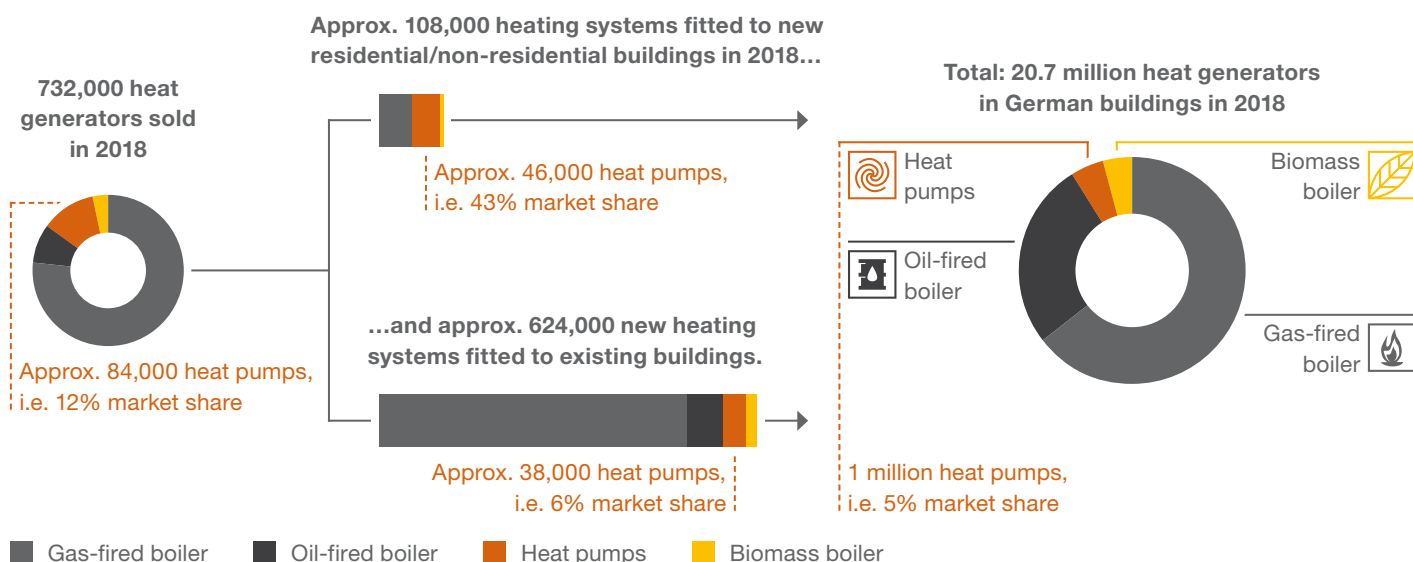 732,000 heat
generators sold
in 2018
Approx. 84,000 heat pumps,
i.e. 12% market share
Approx. 108,000 heating systems fitted to new
residential/non-residential buildings in 2018…
Approx. 46,000 heat pumps,
i.e. 43% market share
…and approx. 624,000 new heating
systems fitted to existing buildings.
Approx. 38,000 heat pumps,
i.e. 6% market share
Total: 20.7 million heat generators
in German buildings in 2018
Heat
pumps
Biomass
boiler
Oil-fired
boiler
Gas-fired
boiler
1 million heat pumps,
i.e. 5% market share
Gas-fired boiler
Oil-fired boiler
Heat pumps
Biomass boiler